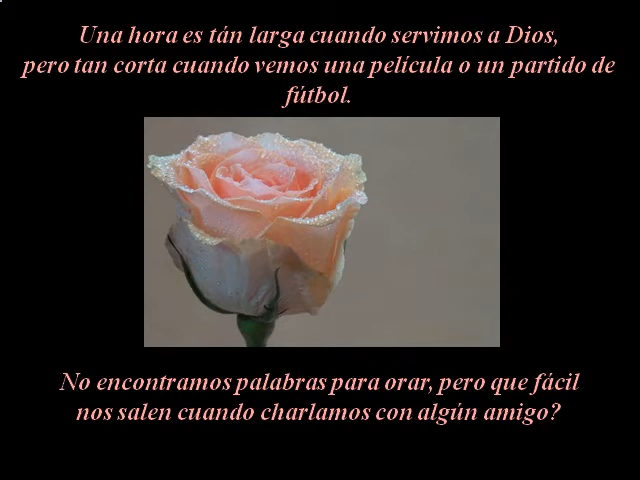 Una hora es tán larga cuando servimos a Dios,
pero tan corta cuando vemos una película o un partido de
fútbol.
No encontramos palabras para orar, pero que fácil
nos salen cuando charlamos con algún amigo?